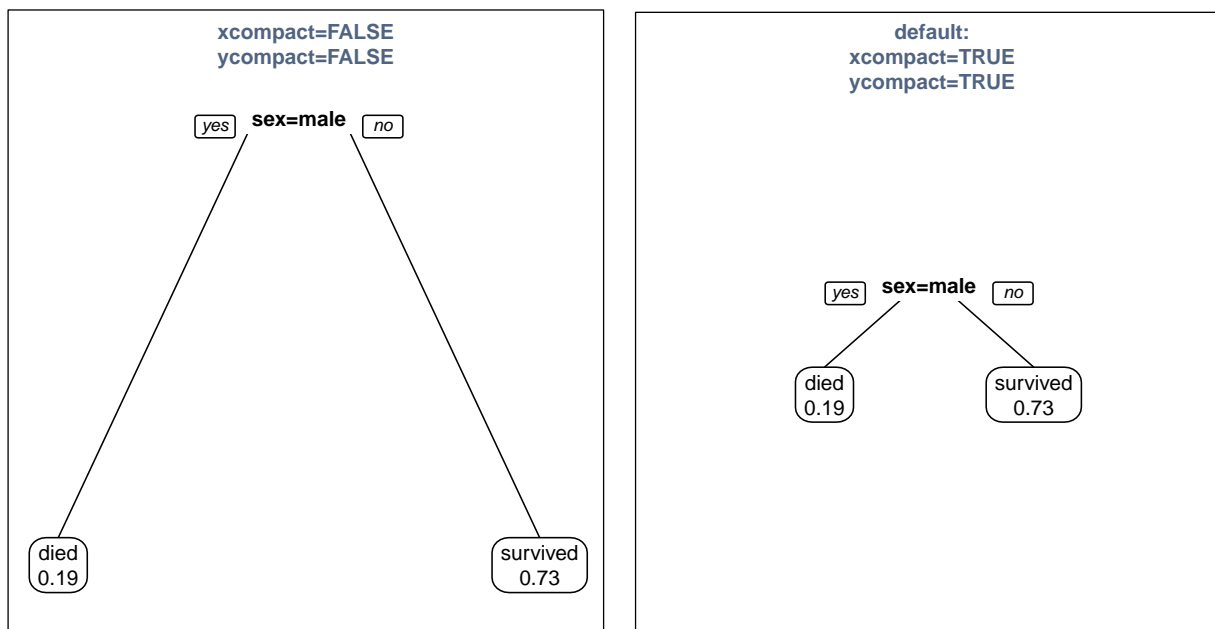 xcompact=FALSE
ycompact=FALSE
yes sex=male no
died
0.19
survived
0.73
default:
xcompact=TRUE
ycompact=TRUE
yes sex=male no
died
0.19
survived
0.73